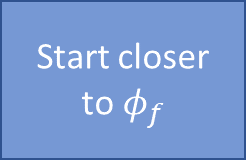 Start closer
to ϕ_f